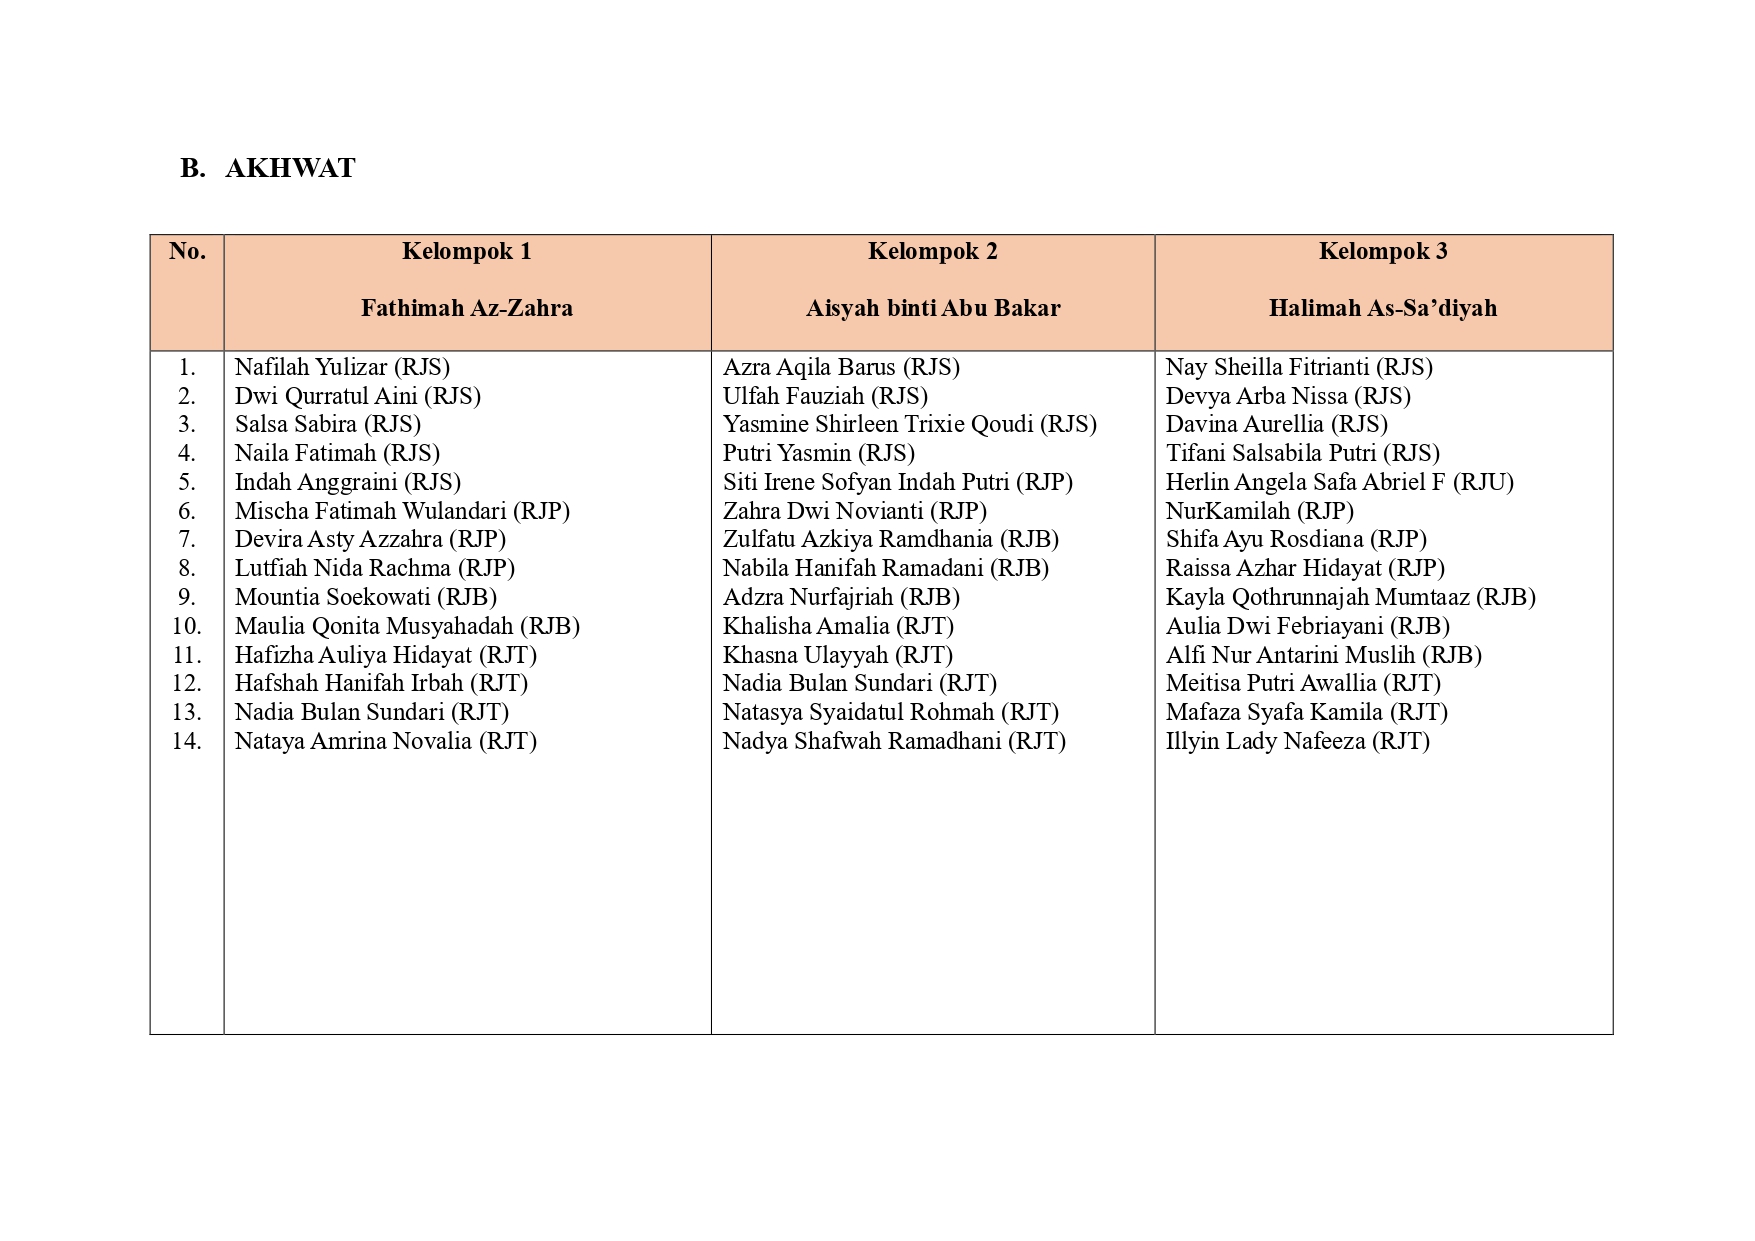 B. AKHWAT
No. Kelompok 1 Kelompok 2 Kelompok 3
Fathimah Az-Zahra Aisyah binti Abu Bakar Halimah As-Sa’diyah
1. Nafilah Yulizar (RJS) Azra Aqila Barus (RJS) Nay Sheilla Fitrianti (RJS)
2. Dwi Qurratul Aini (RJS) Ulfah Fauziah (RJS) Devya Arba Nissa (RJS)
3. Salsa Sabira (RJS) Yasmine Shirleen Trixie Qoudi (RJS) Davina Aurellia (RJS)
4. Naila Fatimah (RJS) Putri Yasmin (RJS) Tifani Salsabila Putri (RJS)
5. Indah Anggraini (RJS) Siti Irene Sofyan Indah Putri (RJP) Herlin Angela Safa Abriel F (RJU)
6. Mischa Fatimah Wulandari (RJP) Zahra Dwi Novianti (RJP) NurKamilah (RJP)
7. Devira Asty Azzahra (RJP) Zulfatu Azkiya Ramdhania (RJB) Shifa Ayu Rosdiana (RJP)
8. Lutfiah Nida Rachma (RJP) Nabila Hanifah Ramadani (RJB) Raissa Azhar Hidayat (RJP)
9. Mountia Soekowati (RJB) Adzra Nurfajriah (RJB) Kayla Qothrunnajah Mumtaaz (RJB)
10. Maulia Qonita Musyahadah (RJB) Khalisha Amalia (RJT) Aulia Dwi Febriayani (RJB)
11. Hafizha Auliya Hidayat (RJT) Khasna Ulayyah (RJT) Alfi Nur Antarini Muslih (RJB)
12. Hafshah Hanifah Irbah (RJT) Nadia Bulan Sundari (RJT) Meitisa Putri Awallia (RJT)
13. Nadia Bulan Sundari (RJT) Natasya Syaidatul Rohmah (RJT) Mafaza Syafa Kamila (RJT)
14. Nataya Amrina Novalia (RJT) Nadya Shafwah Ramadhani (RJT) Illyin Lady Nafeeza (RJT)